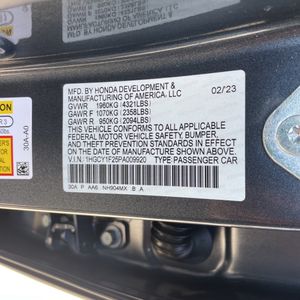 MFD. BY HONDA DEVELOPMENT & 02/23
MANUFACTURING OF AMERICA, LLC
GVWR 1960KG (4321LBS)
GAWR F 1070KG (2358LBS)
GAWR R 950KG (2094LBS)
THIS VEHICLE CONFORMS TO ALL APPLICABLE
FEDERAL MOTOR VEHICLE SAFETY, BUMPER,
AND THEFT PREVENTION STANDARDS IN EFFECT
ON THE DATE OF MANUFACTURE SHOWN ABOVE.
V.I.N.: 1HGCY1F25PA009920 TYPE: PASSENGER CAR
30A P AA6 NH904MX B A
30A-A0